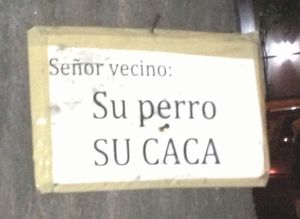 Señor vecino:
Su perro
SU CACA